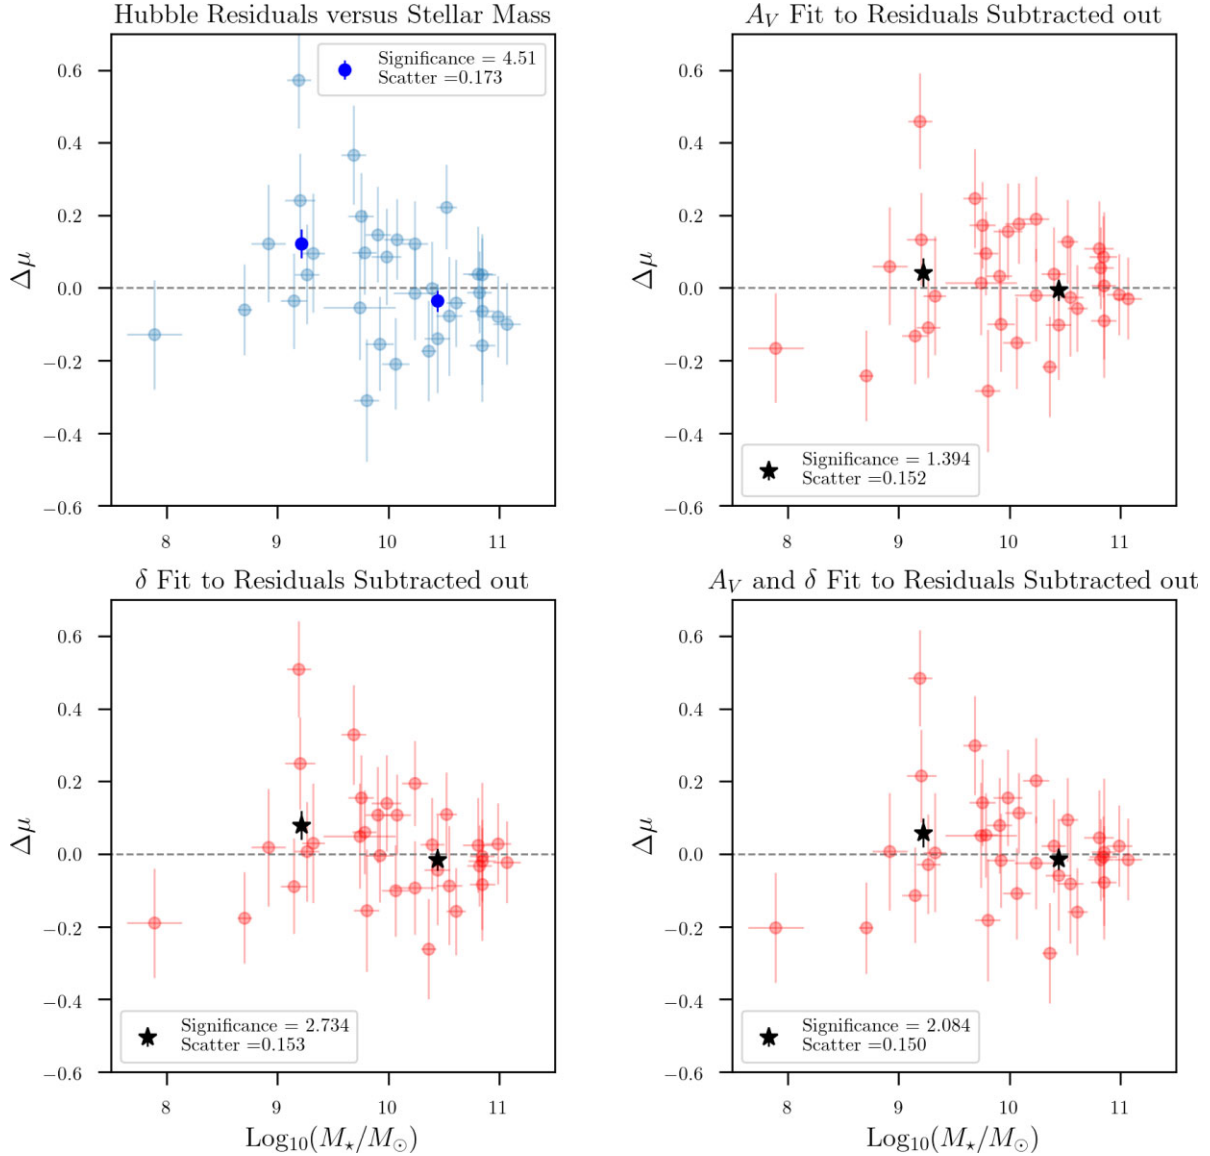 Hubble Residuals versus Stellar Mass
Significance = 4.51
Scatter =0.173
Δμ
0.6
0.4
0.2
0.0
−0.2
−0.4
−0.6
8 9 10 11
A_V Fit to Residuals Subtracted out
Significance = 1.394
Scatter =0.152
Δμ
0.6
0.4
0.2
0.0
−0.2
−0.4
−0.6
8 9 10 11
δ Fit to Residuals Subtracted out
Significance = 2.734
Scatter =0.153
Δμ
0.6
0.4
0.2
0.0
−0.2
−0.4
−0.6
8 9 10 11
Log₁₀(M⋆/M⊙)
A_V and δ Fit to Residuals Subtracted out
Significance = 2.084
Scatter =0.150
Δμ
0.6
0.4
0.2
0.0
−0.2
−0.4
−0.6
8 9 10 11
Log₁₀(M⋆/M⊙)